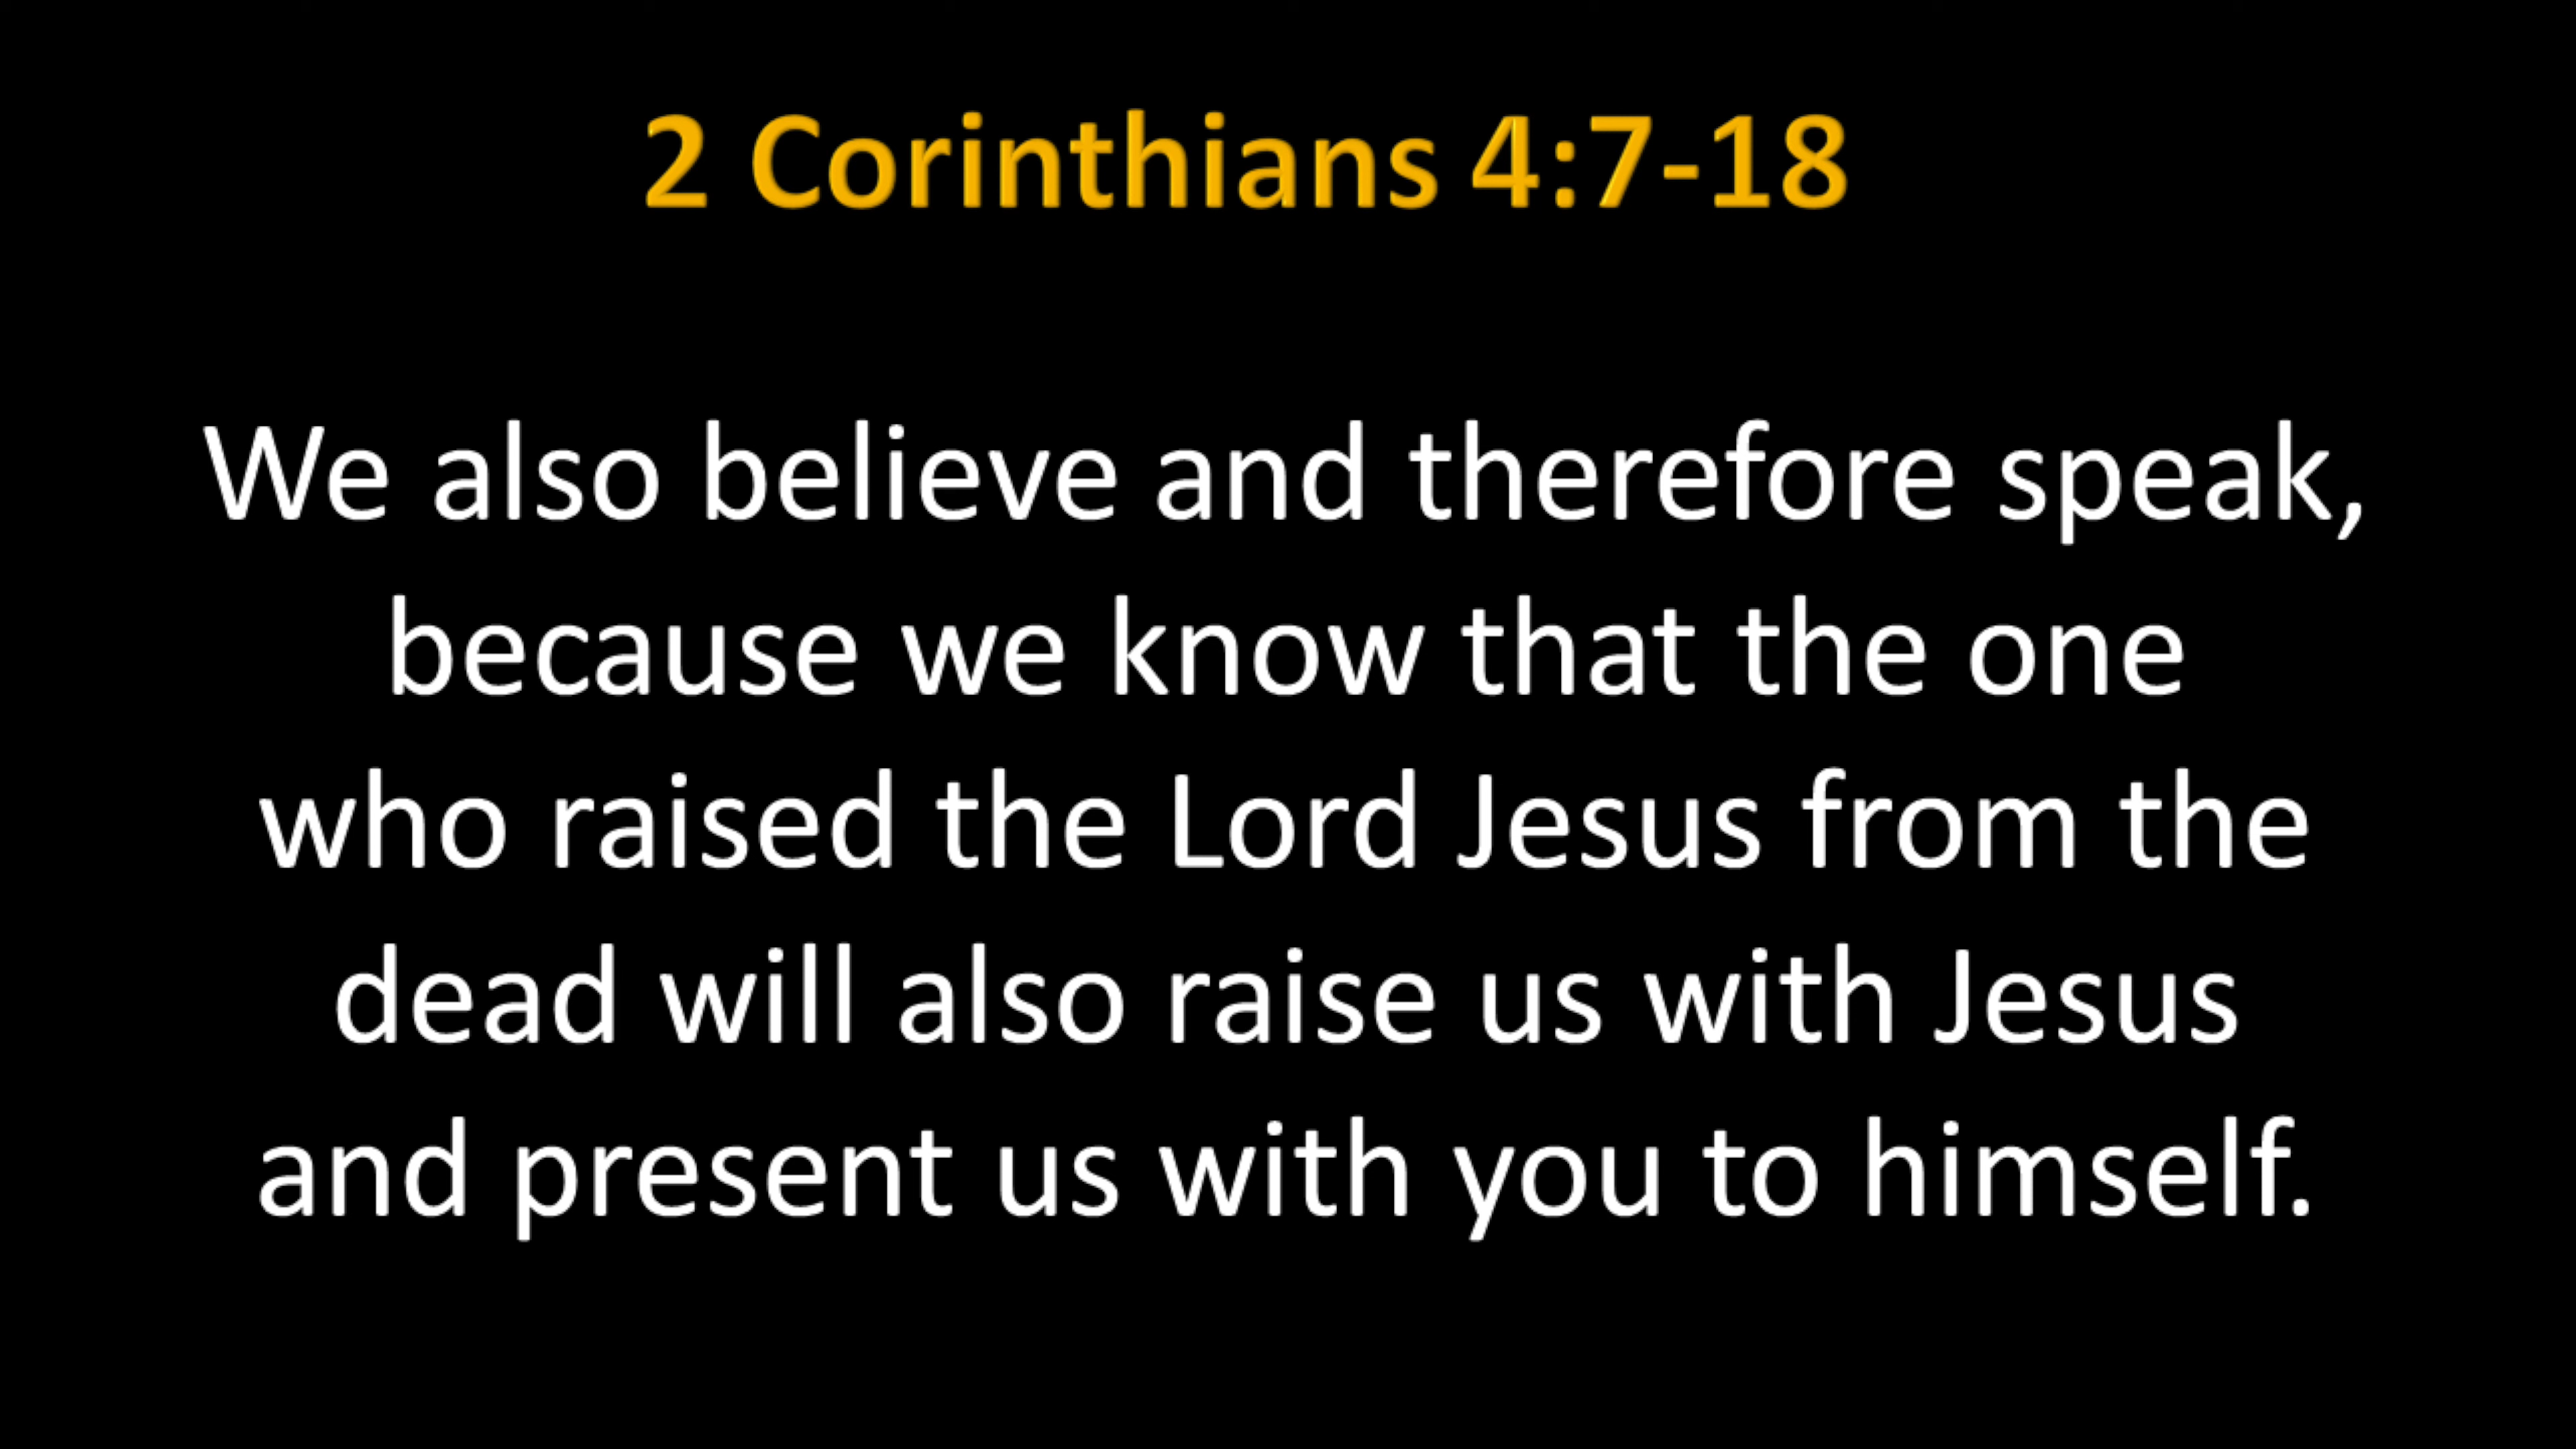 2 Corinthians 4:7-18
We also believe and therefore speak,
because we know that the one
who raised the Lord Jesus from the
dead will also raise us with Jesus
and present us with you to himself.